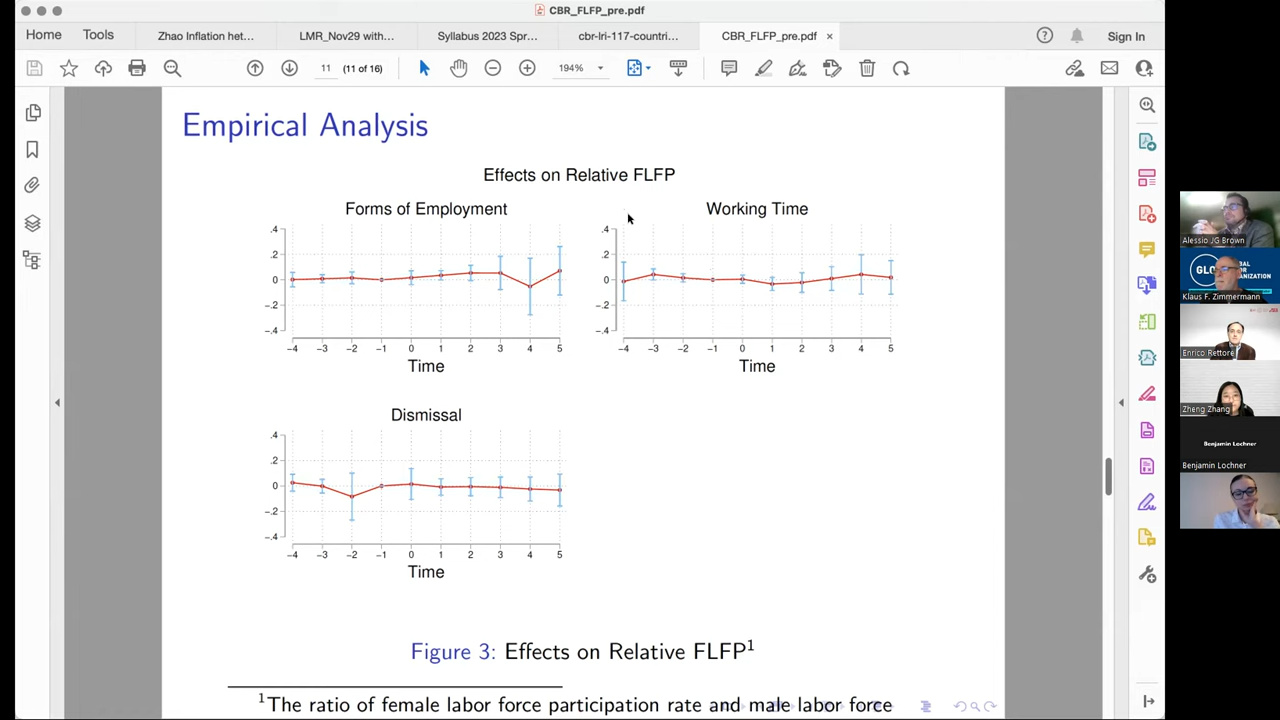 CBR_FLFP_pre.pdf
Home Tools Zhao Inflation het... LMR_Nov29 with... Syllabus 2023 Spr... cbr-lri-117-countri... CBR_FLFP_pre.pdf × Sign In
11 (11 of 16) 194%
Empirical Analysis
Effects on Relative FLFP
Forms of Employment
.4
.2
0
-.2
-.4
-4 -3 -2 -1 0 1 2 3 4 5
Time
Working Time
.4
.2
0
-.2
-.4
-4 -3 -2 -1 0 1 2 3 4 5
Time
Dismissal
.4
.2
0
-.2
-.4
-4 -3 -2 -1 0 1 2 3 4 5
Time
Figure 3: Effects on Relative FLFP1
1The ratio of female labor force participation rate and male labor force
Alessio JG Brown
Klaus F. Zimmermann
Enrico Rettore
Zheng Zhang
Benjamin Lochner
Benjamin Lochner